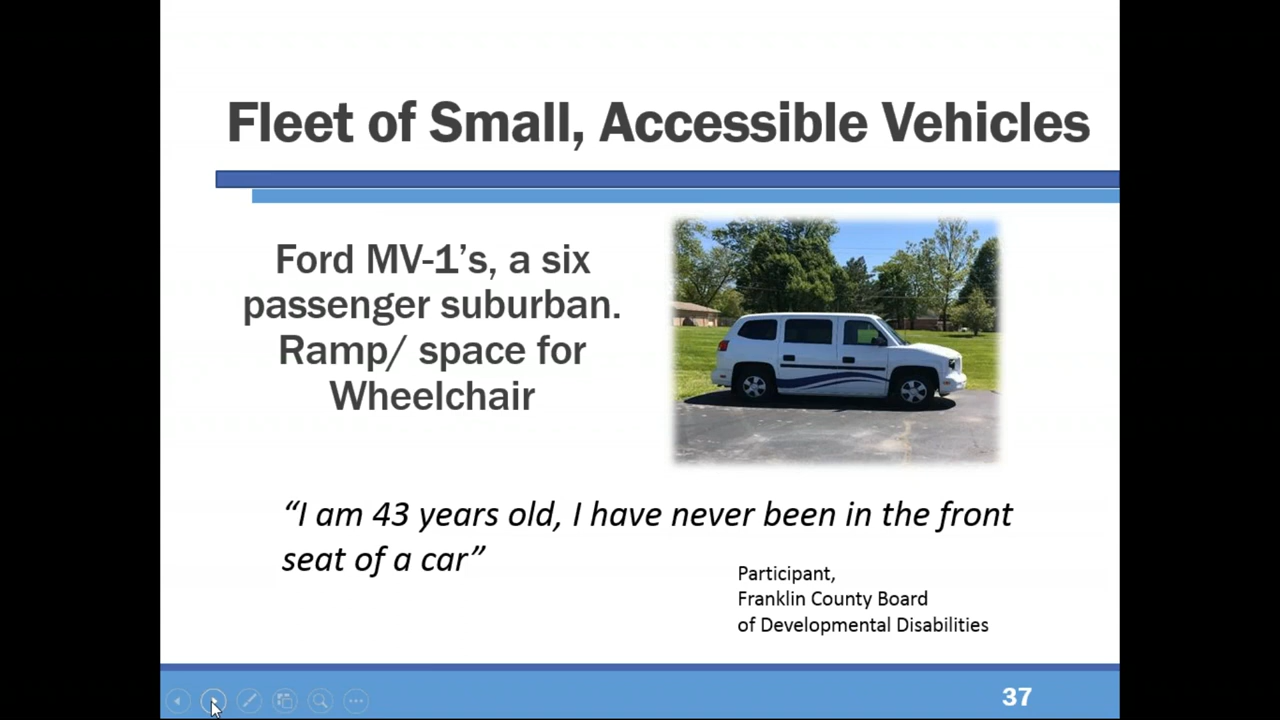 Fleet of Small, Accessible Vehicles
Ford MV-1’s, a six
passenger suburban.
Ramp/ space for
Wheelchair
“I am 43 years old, I have never been in the front
seat of a car”
Participant,
Franklin County Board
of Developmental Disabilities
37